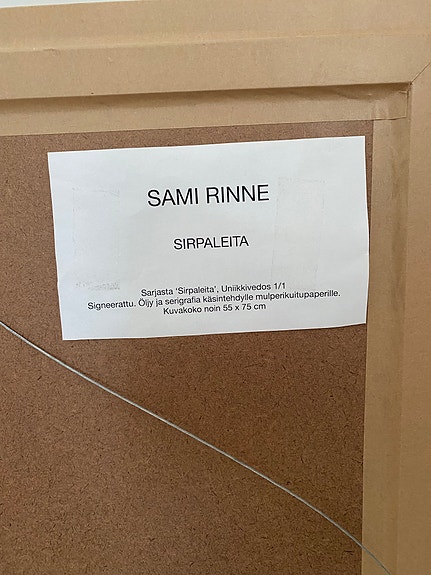 SAMI RINNE
SIRPALEITA
Sarjasta 'Sirpaleita', Uniikkivedos 1/1
Signeerattu. Öljy ja serigrafia käsintehdylle mulperikuitupaperille.
Kuvakoko noin 55 x 75 cm